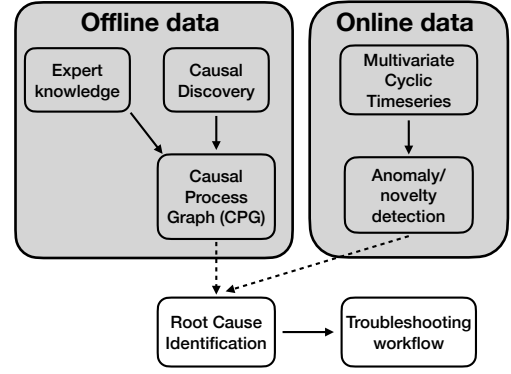 Offline data
Expert
knowledge
Causal
Discovery
Causal
Process
Graph (CPG)
Online data
Multivariate
Cyclic
Timeseries
Anomaly/
novelty
detection
Root Cause
Identification
Troubleshooting
workflow